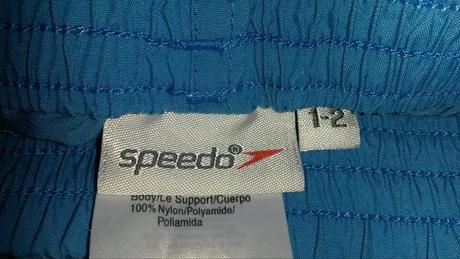 1-2
speedo®
Body/Le Support/Cuerpo
100% Nylon/Polyamide/
Poliamida